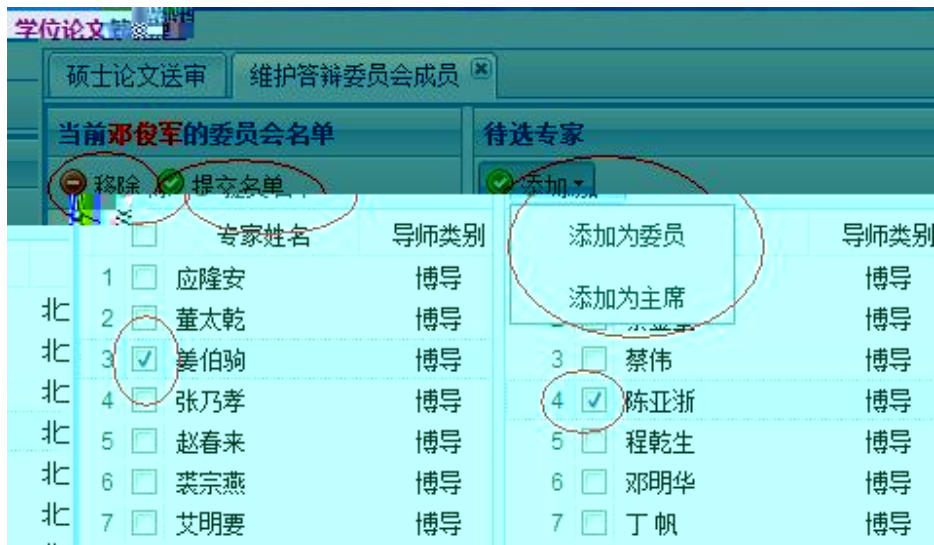 学位论文
硕士论文送审 维护答辩委员会成员
当前邓俊军的委员会名单 待选专家
移除 提交名单 添加
专家姓名 导师类别 添加为委员 导师类别
1 应隆安 博导 博导
添加为主席
北 2 董太乾 博导 博导
北 3 姜伯驹 博导 3 蔡伟 博导
北 4 张乃孝 博导 4 陈亚浙 博导
北 5 赵春来 博导 5 程乾生 博导
北 6 裘宗燕 博导 6 邓明华 博导
北 7 艾明要 博导 7 丁帆 博导